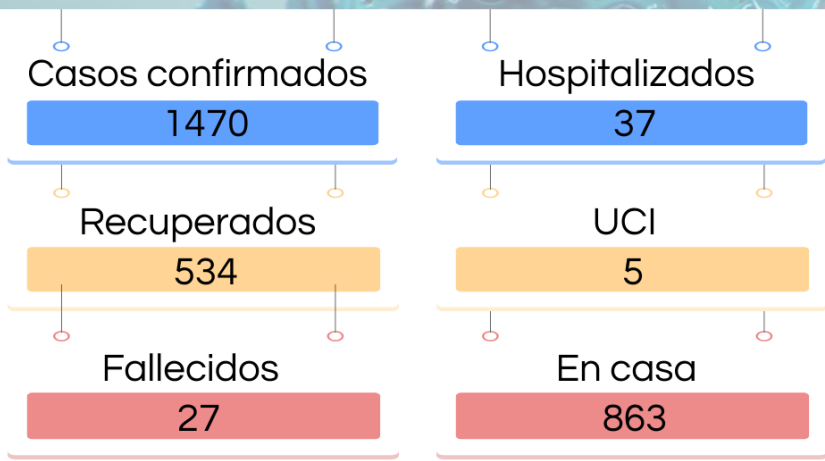 Casos confirmados
1470
Hospitalizados
37
Recuperados
534
UCI
5
Fallecidos
27
En casa
863